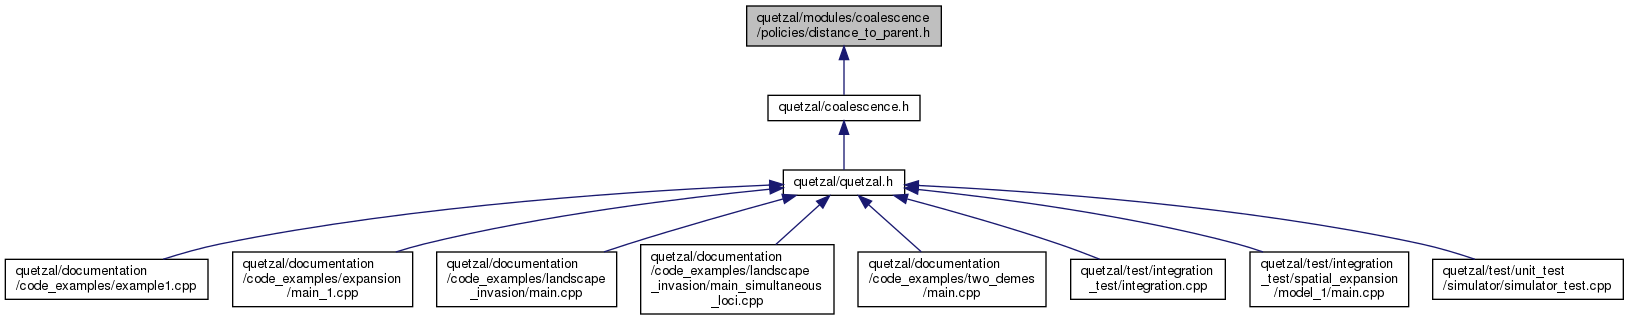 quetzal/modules/coalescence
/policies/distance_to_parent.h
quetzal/coalescence.h
quetzal/quetzal.h
quetzal/documentation
/code_examples/example1.cpp
quetzal/documentation
/code_examples/expansion
/main_1.cpp
quetzal/documentation
/code_examples/landscape
_invasion/main.cpp
quetzal/documentation
/code_examples/landscape
_invasion/main_simultaneous
_loci.cpp
quetzal/documentation
/code_examples/two_demes
/main.cpp
quetzal/test/integration
_test/integration.cpp
quetzal/test/integration
_test/spatial_expansion
/model_1/main.cpp
quetzal/test/unit_test
/simulator/simulator_test.cpp